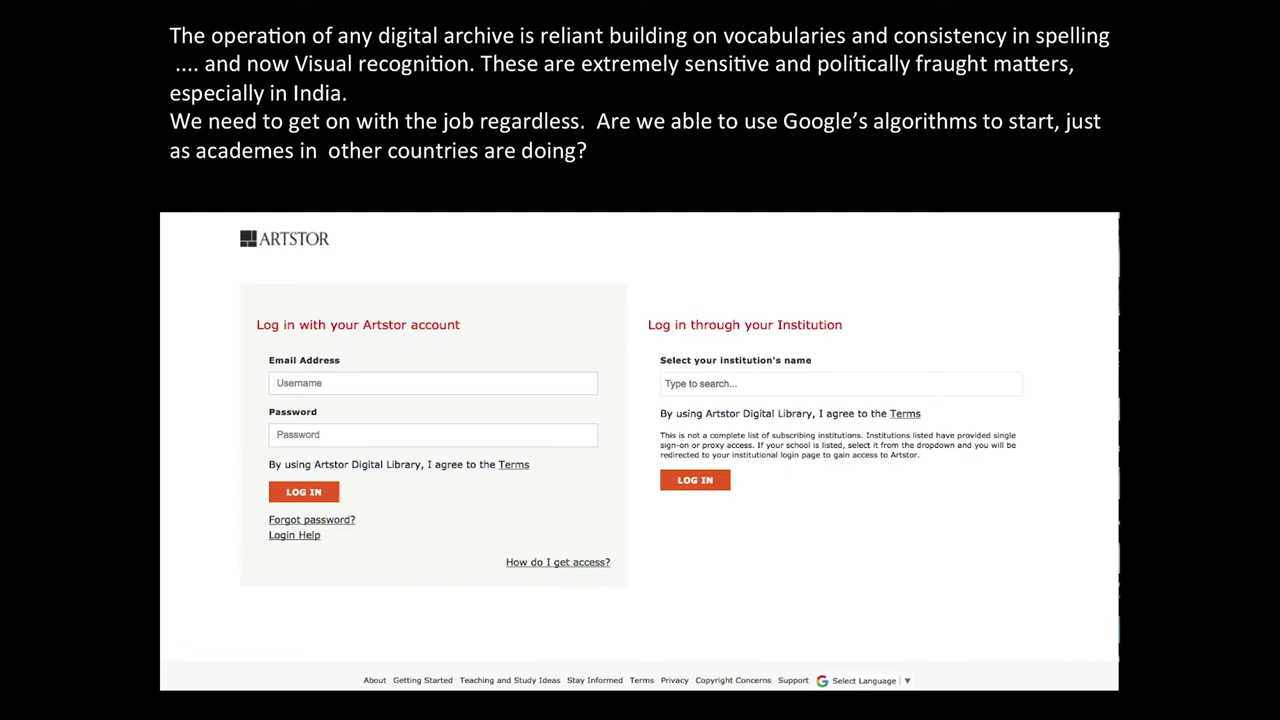 The operation of any digital archive is reliant building on vocabularies and consistency in spelling
.... and now Visual recognition. These are extremely sensitive and politically fraught matters,
especially in India.
We need to get on with the job regardless. Are we able to use Google's algorithms to start, just
as academes in other countries are doing?
ARTSTOR
Log in with your Artstor account
Email Address
Username
Password
Password
By using Artstor Digital Library, I agree to the Terms
LOG IN
Forgot password?
Login Help
How do I get access?
Log in through your Institution
Select your institution's name
Type to search...
By using Artstor Digital Library, I agree to the Terms
This is not a complete list of subscribing institutions. Institutions listed have provided single
sign-on or proxy access. If your school is listed, select it from the dropdown and you will be
redirected to your institutional login page to gain access to Artstor.
LOG IN
About Getting Started Teaching and Study Ideas Stay Informed Terms Privacy Copyright Concerns Support Select Language